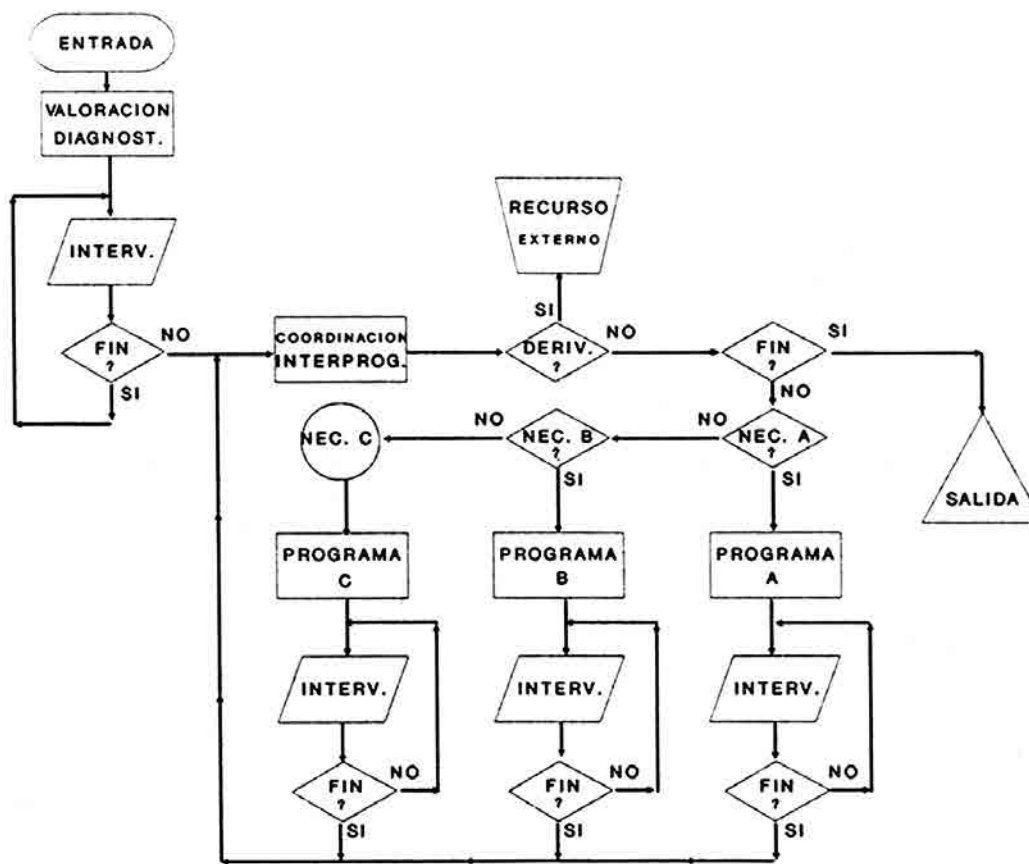 ENTRADA
VALORACION
DIAGNOST.
INTERV.
FIN
?
NO
SI
COORDINACION
INTERPROG.
RECURSO
EXTERNO
SI
DERIV.
?
NO
FIN
?
SI
NO
SALIDA
NEC. A
?
NO
SI
NEC. B
?
NO
SI
NEC. C
PROGRAMA
C
PROGRAMA
B
PROGRAMA
A
INTERV.
INTERV.
INTERV.
FIN
?
NO
SI
FIN
?
NO
SI
FIN
?
NO
SI